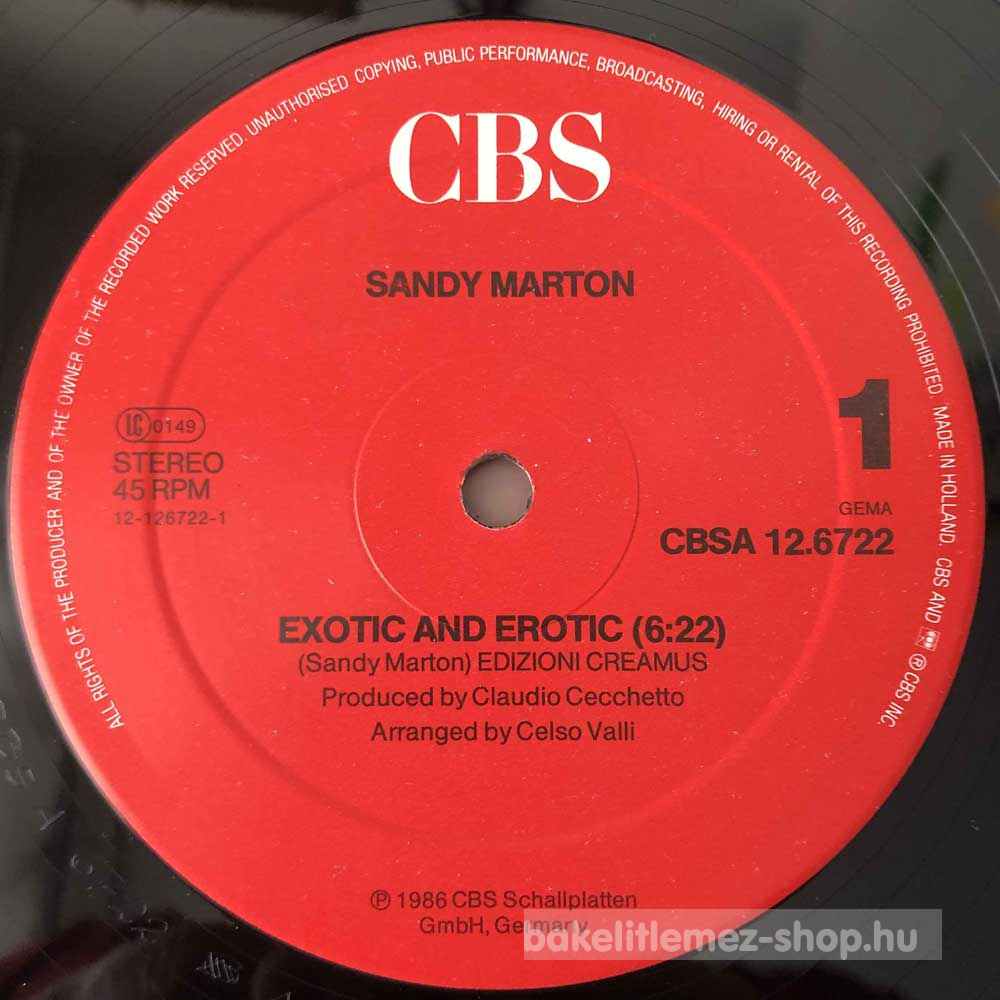 ALL RIGHTS OF THE PRODUCER AND OF THE OWNER OF THE RECORDED WORK RESERVED. UNAUTHORISED COPYING, PUBLIC PERFORMANCE, BROADCASTING, HIRING OR RENTAL OF THIS RECORDING PROHIBITED. MADE IN HOLLAND. CBS AND ℗ CBS INC.
CBS
SANDY MARTON
LC 0149
STEREO
45 RPM
12-126722-1
1
GEMA
CBSA 12.6722
EXOTIC AND EROTIC (6:22)
(Sandy Marton) EDIZIONI CREAMUS
Produced by Claudio Cecchetto
Arranged by Celso Valli
℗ 1986 CBS Schallplatten
GmbH, Germany
bakelitlemez-shop.hu